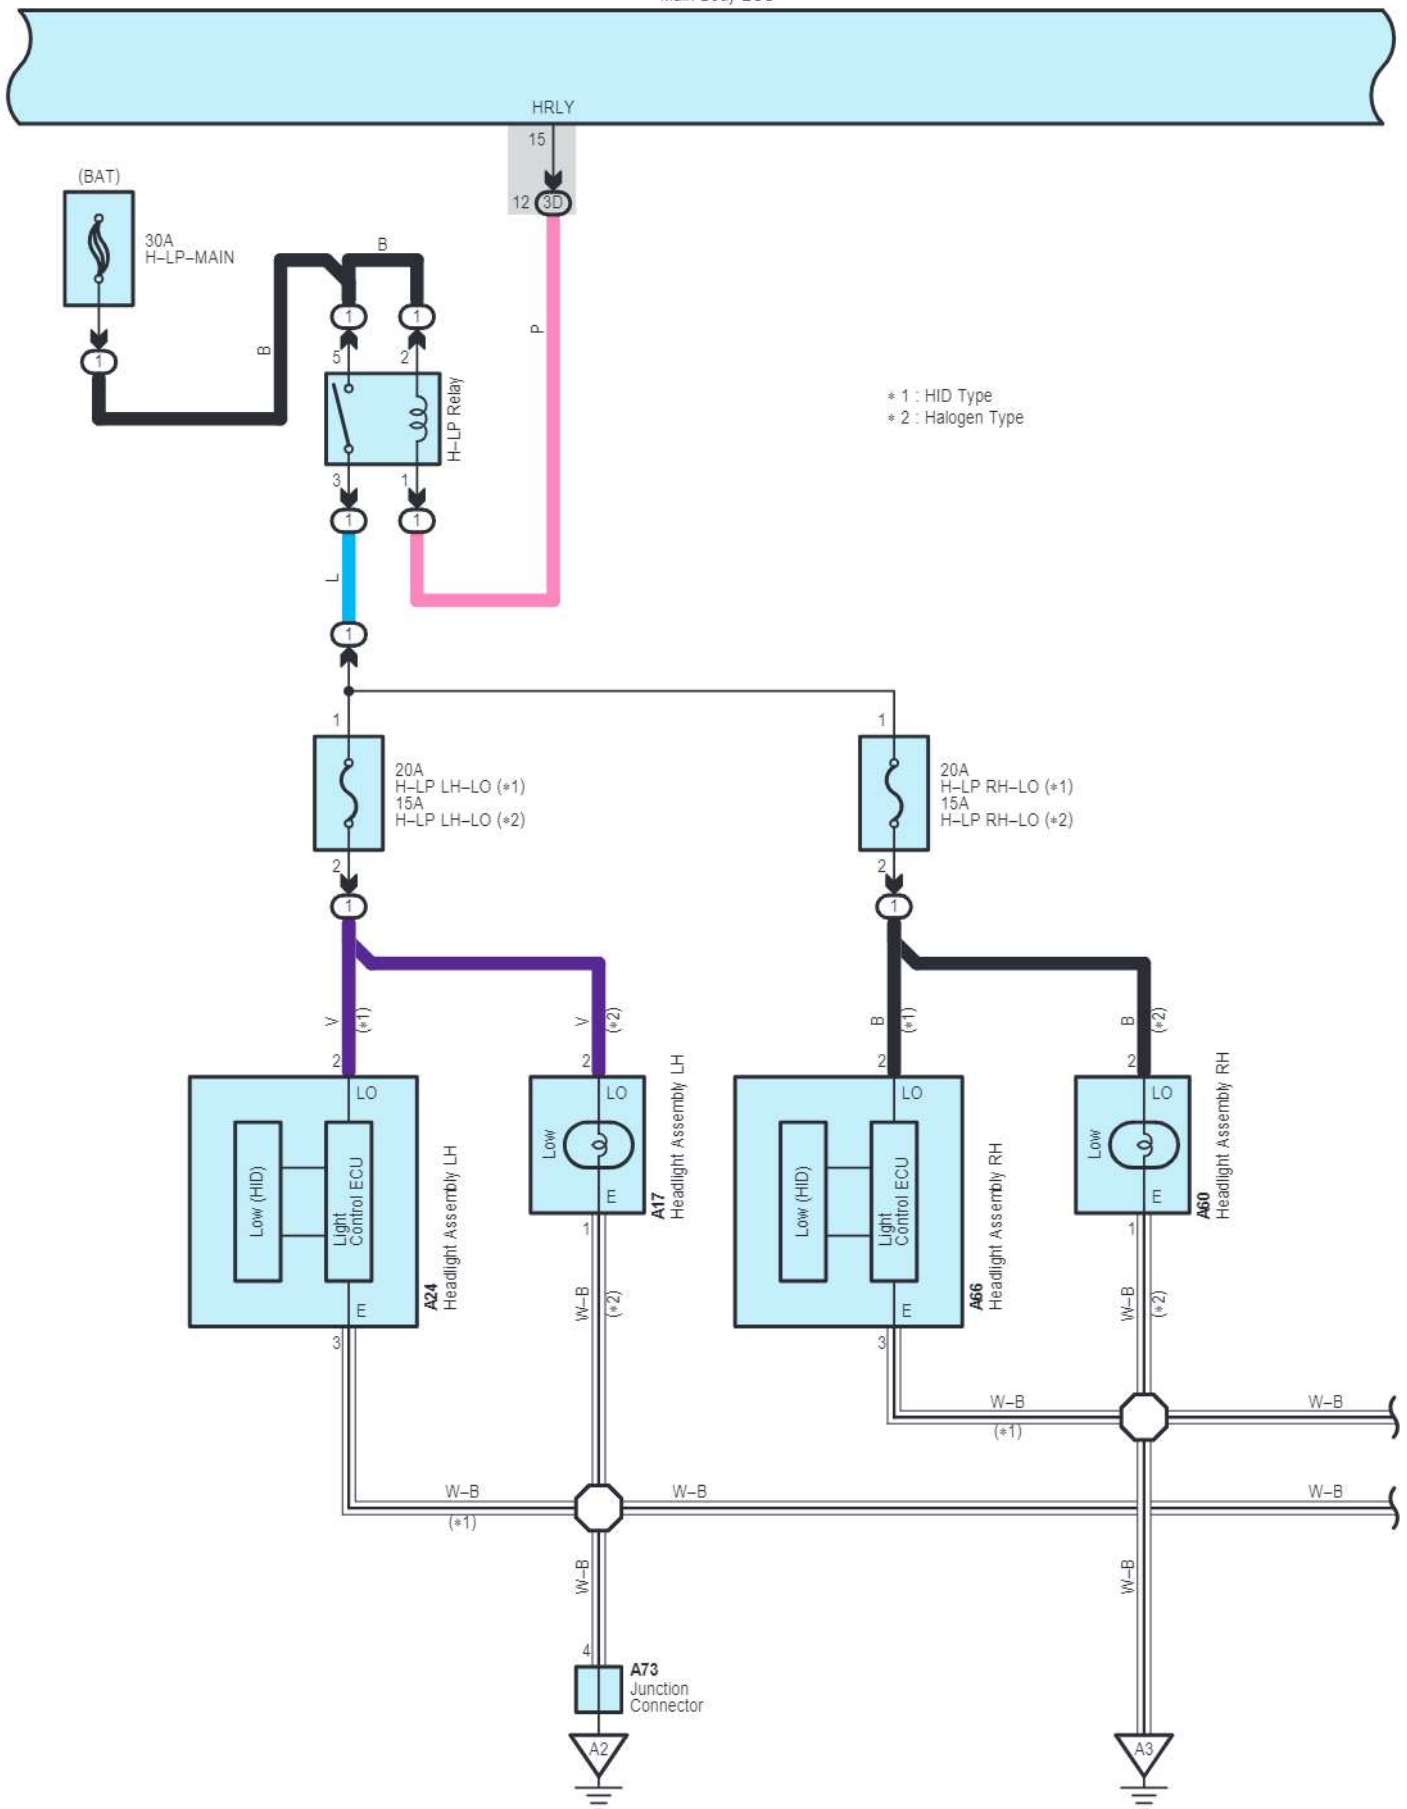 HRLY
15
12 3D
(BAT)
30A
H-LP-MAIN
1
B
B
1
1
5
2
H-LP Relay
3
1
1
1
P
L
1
∗ 1 : HID Type
∗ 2 : Halogen Type
1
20A
H-LP LH-LO (∗1)
15A
H-LP LH-LO (∗2)
2
1
1
20A
H-LP RH-LO (∗1)
15A
H-LP RH-LO (∗2)
2
1
V
(∗1)
V
(∗2)
B
(∗1)
B
(∗2)
2
LO
Low (HID)
Light
Control ECU
E
3
A24
Headlight Assembly LH
2
LO
Low
E
1
A17
Headlight Assembly LH
2
LO
Low (HID)
Light
Control ECU
E
3
A66
Headlight Assembly RH
2
LO
Low
E
1
A60
Headlight Assembly RH
W-B
(∗2)
W-B
(∗2)
W-B
(∗1)
W-B
W-B
(∗1)
W-B
W-B
W-B
W-B
4
A73
Junction
Connector
A2
A3